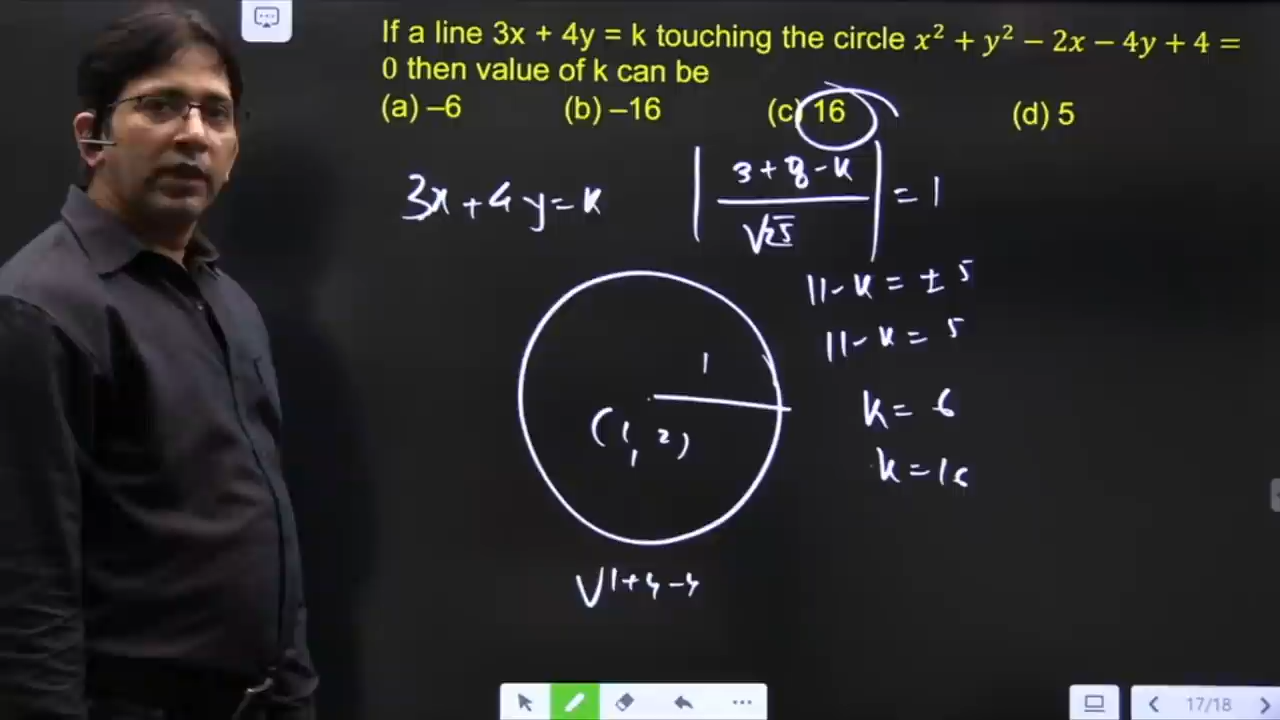 If a line 3x + 4y = k touching the circle x² + y² − 2x − 4y + 4 =
0 then value of k can be
(a) –6 (b) –16 (c) 16 (d) 5
3x + 4y = k
|3 + 8 - k / √25| = 1
11 - k = ± 5
11 - k = 5
1
k = 6
(1, 2)
k = 16
√1+4-4
17/18